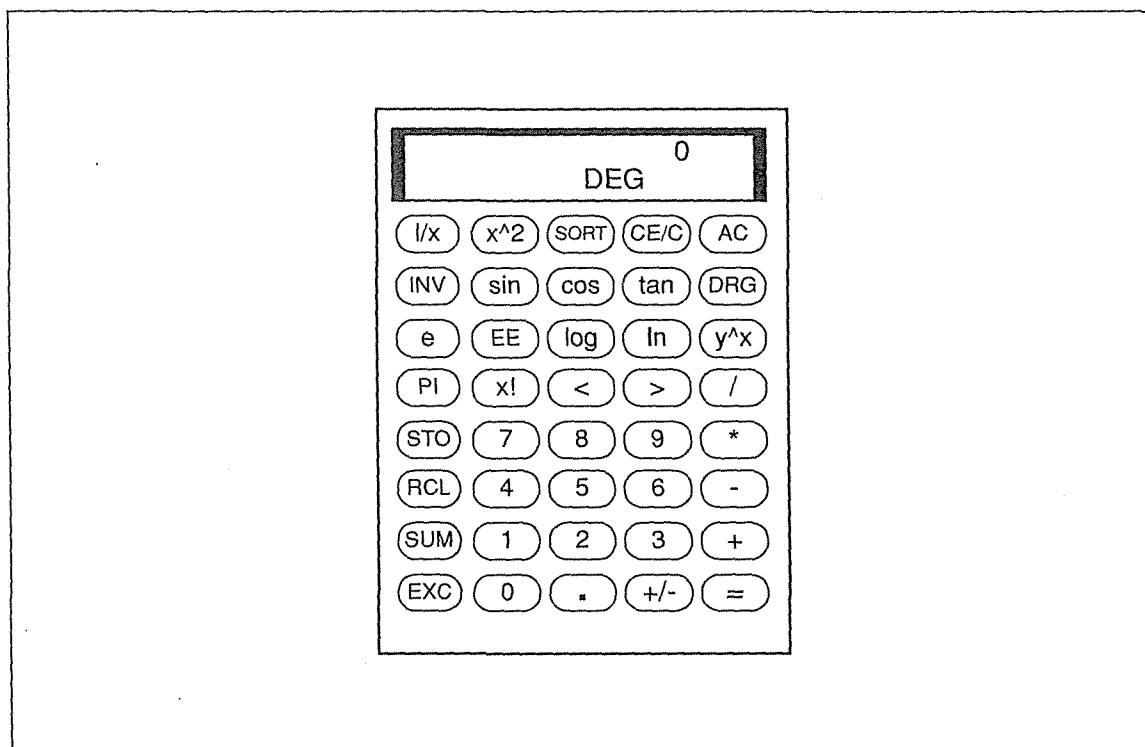 0
DEG
I/x x^2 SORT CE/C AC
INV sin cos tan DRG
e EE log ln y^x
PI x! < > /
STO 7 8 9 *
RCL 4 5 6 -
SUM 1 2 3 +
EXC 0 . +/- =